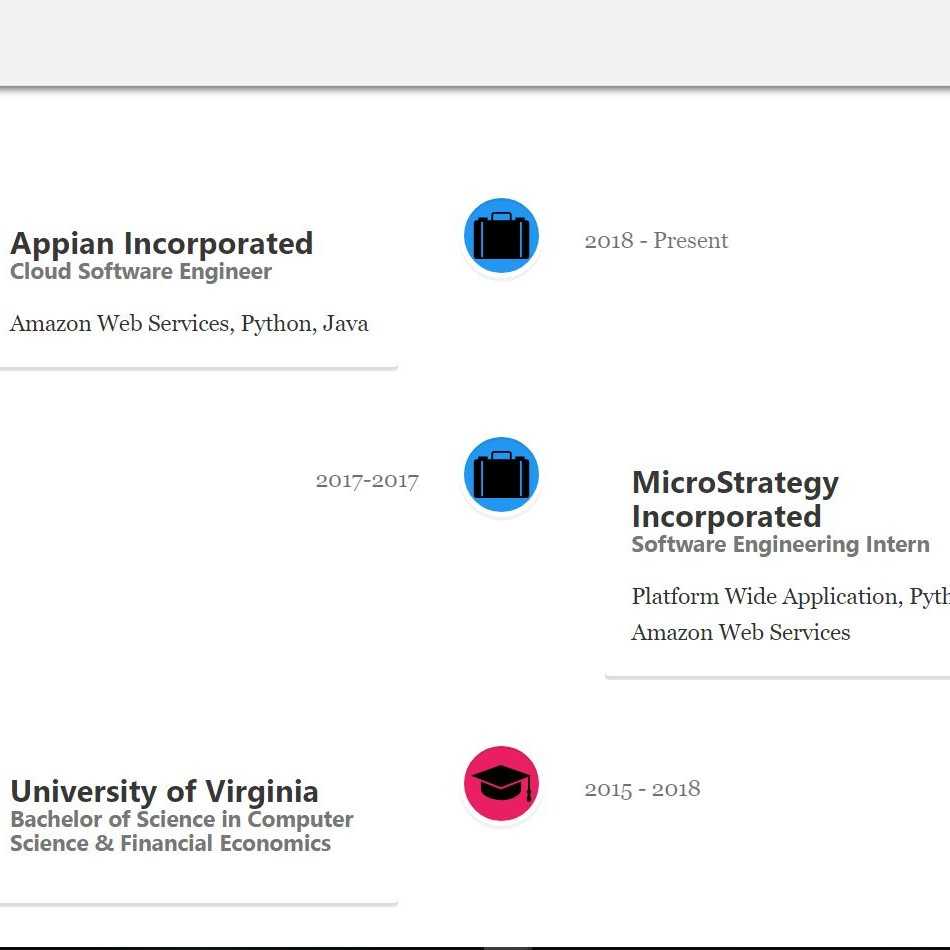 Appian Incorporated
Cloud Software Engineer
Amazon Web Services, Python, Java
2018 - Present
2017-2017
MicroStrategy
Incorporated
Software Engineering Intern
Platform Wide Application,
Amazon Web Services
University of Virginia
Bachelor of Science in Computer
Science & Financial Economics
2015 - 2018